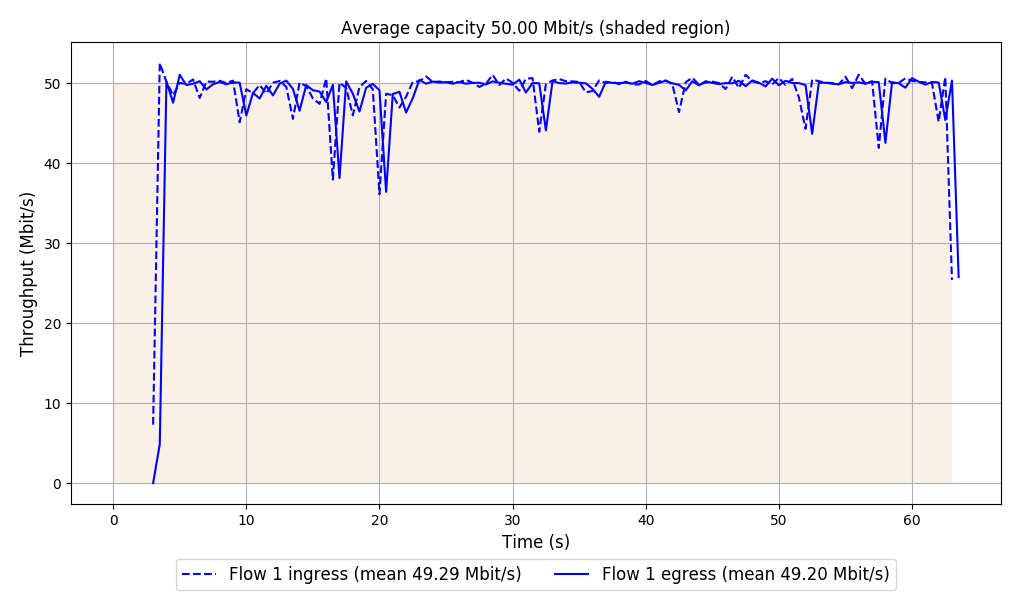 Average capacity 50.00 Mbit/s (shaded region)
50
40
30
20
10
0
Throughput (Mbit/s)
0 10 20 30 40 50 60
Time (s)
Flow 1 ingress (mean 49.29 Mbit/s) Flow 1 egress (mean 49.20 Mbit/s)